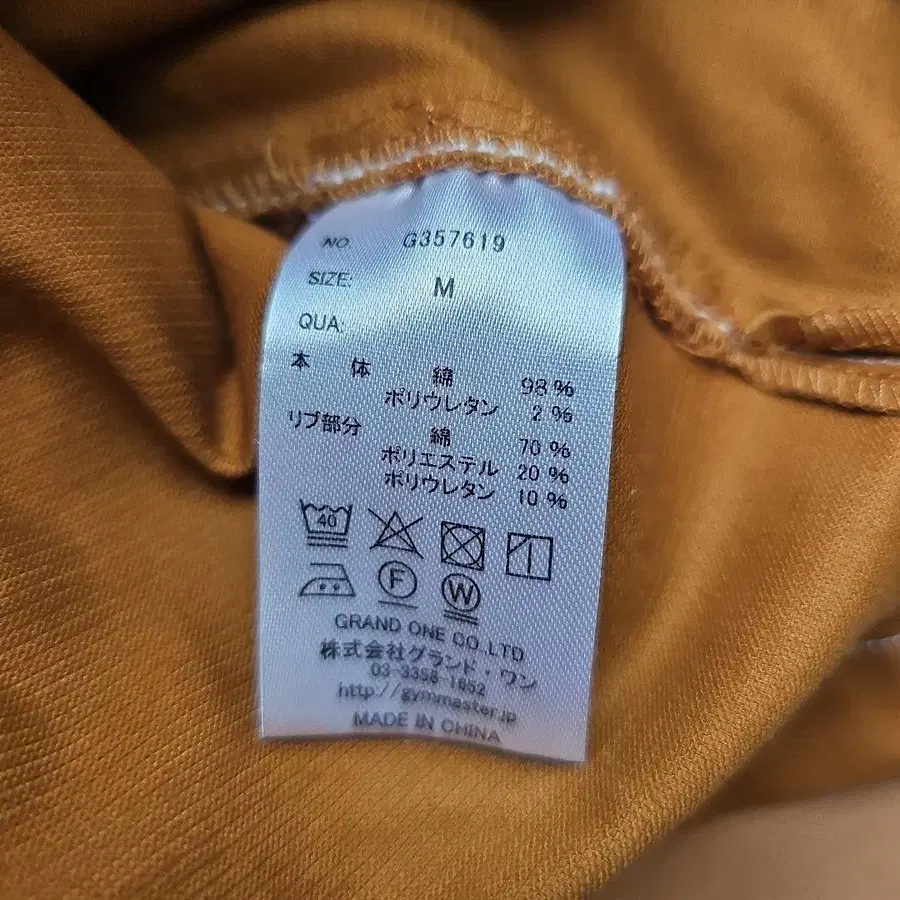 NO. G357619
SIZE: M
QUA:
本 体 綿 98%
ポリウレタン 2%
リブ部分 綿 70%
ポリエステル 20%
ポリウレタン 10%
40
F W
GRAND ONE CO.,LTD
株式会社グランド・ワン
03-3358-1652
http://gymmaster.jp
MADE IN CHINA